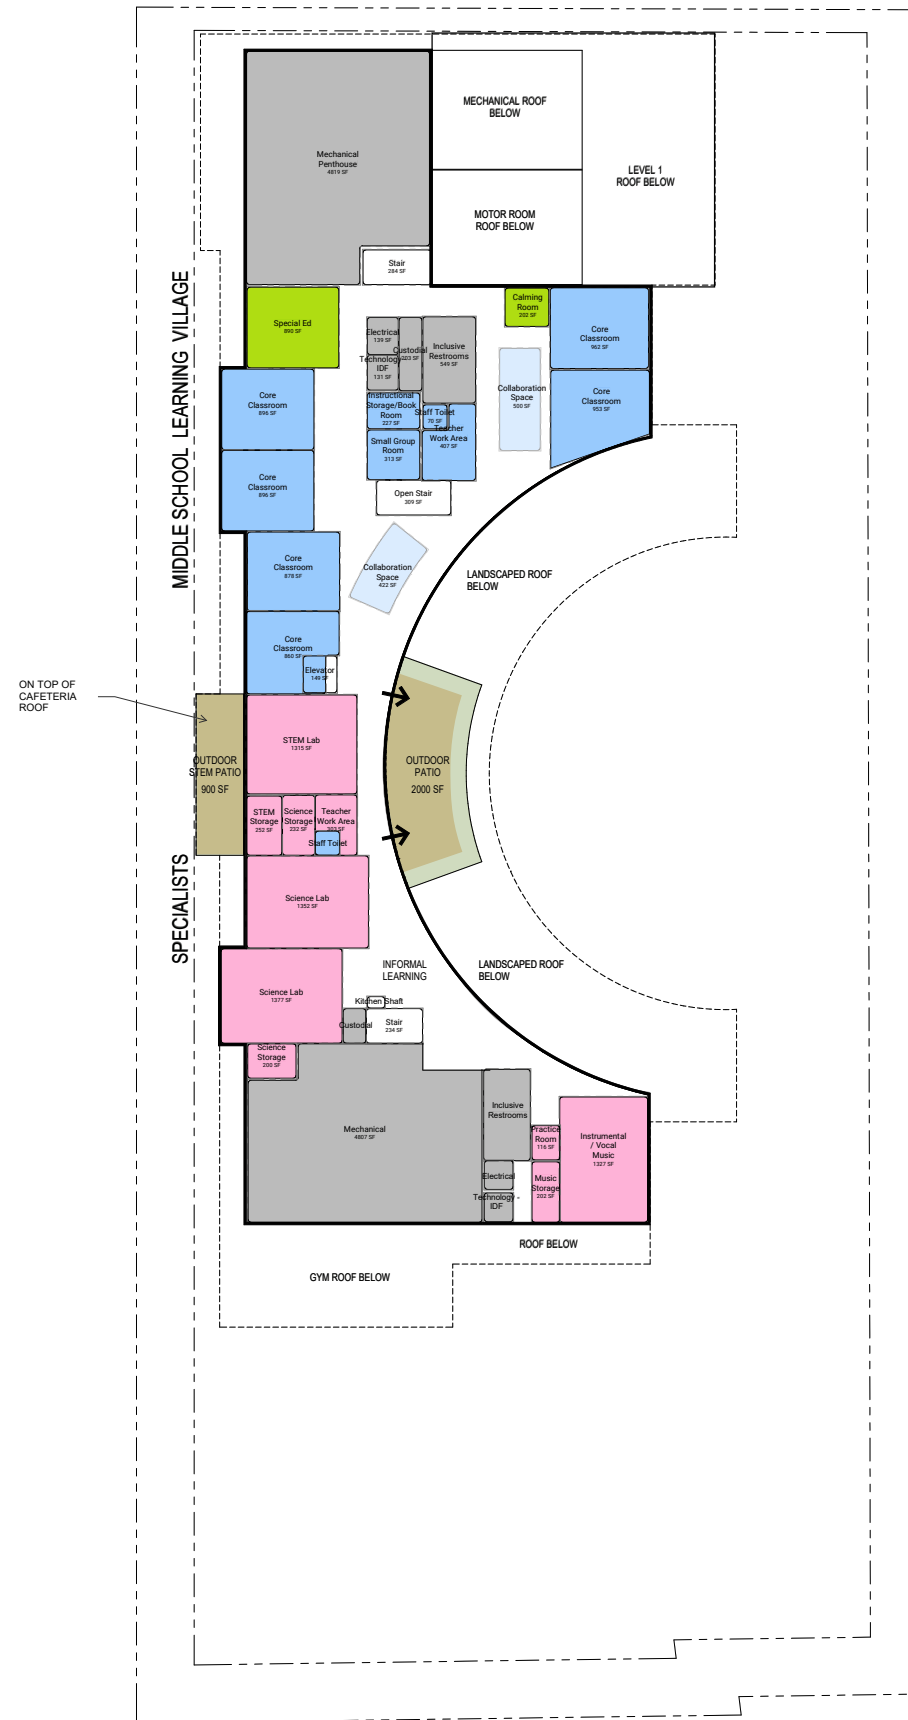 MECHANICAL ROOF
BELOW
Mechanical
Penthouse
4819 SF
LEVEL 1
ROOF BELOW
MOTOR ROOM
ROOF BELOW
Stair
284 SF
MIDDLE SCHOOL LEARNING VILLAGE
Special Ed
890 SF
Calming
Room
202 SF
Core
Classroom
962 SF
Electrical
139 SF
Custodial
203 SF
Inclusive
Restrooms
549 SF
Technology
IDF
131 SF
Collaboration
Space
500 SF
Core
Classroom
953 SF
Core
Classroom
896 SF
Instructional
Storage/Book
Room
227 SF
Staff Toilet
70 SF
Teacher
Work Area
407 SF
Small Group
Room
313 SF
Core
Classroom
896 SF
Open Stair
309 SF
Core
Classroom
878 SF
Collaboration
Space
422 SF
LANDSCAPED ROOF
BELOW
Core
Classroom
860 SF
Elevator
149 SF
ON TOP OF
CAFETERIA
ROOF
STEM Lab
1315 SF
OUTDOOR
STEM PATIO
900 SF
OUTDOOR
PATIO
2000 SF
STEM
Storage
252 SF
Science
Storage
232 SF
Teacher
Work Area
303 SF
Staff Toilet
SPECIALISTS
Science Lab
1352 SF
INFORMAL
LEARNING
LANDSCAPED ROOF
BELOW
Science Lab
1377 SF
Kitchen Shaft
Custodial
Stair
234 SF
Science
Storage
200 SF
Mechanical
4807 SF
Inclusive
Restrooms
Practice
Room
116 SF
Instrumental
/ Vocal
Music
1327 SF
Electrical
Music
Storage
202 SF
Technology -
IDF
ROOF BELOW
GYM ROOF BELOW